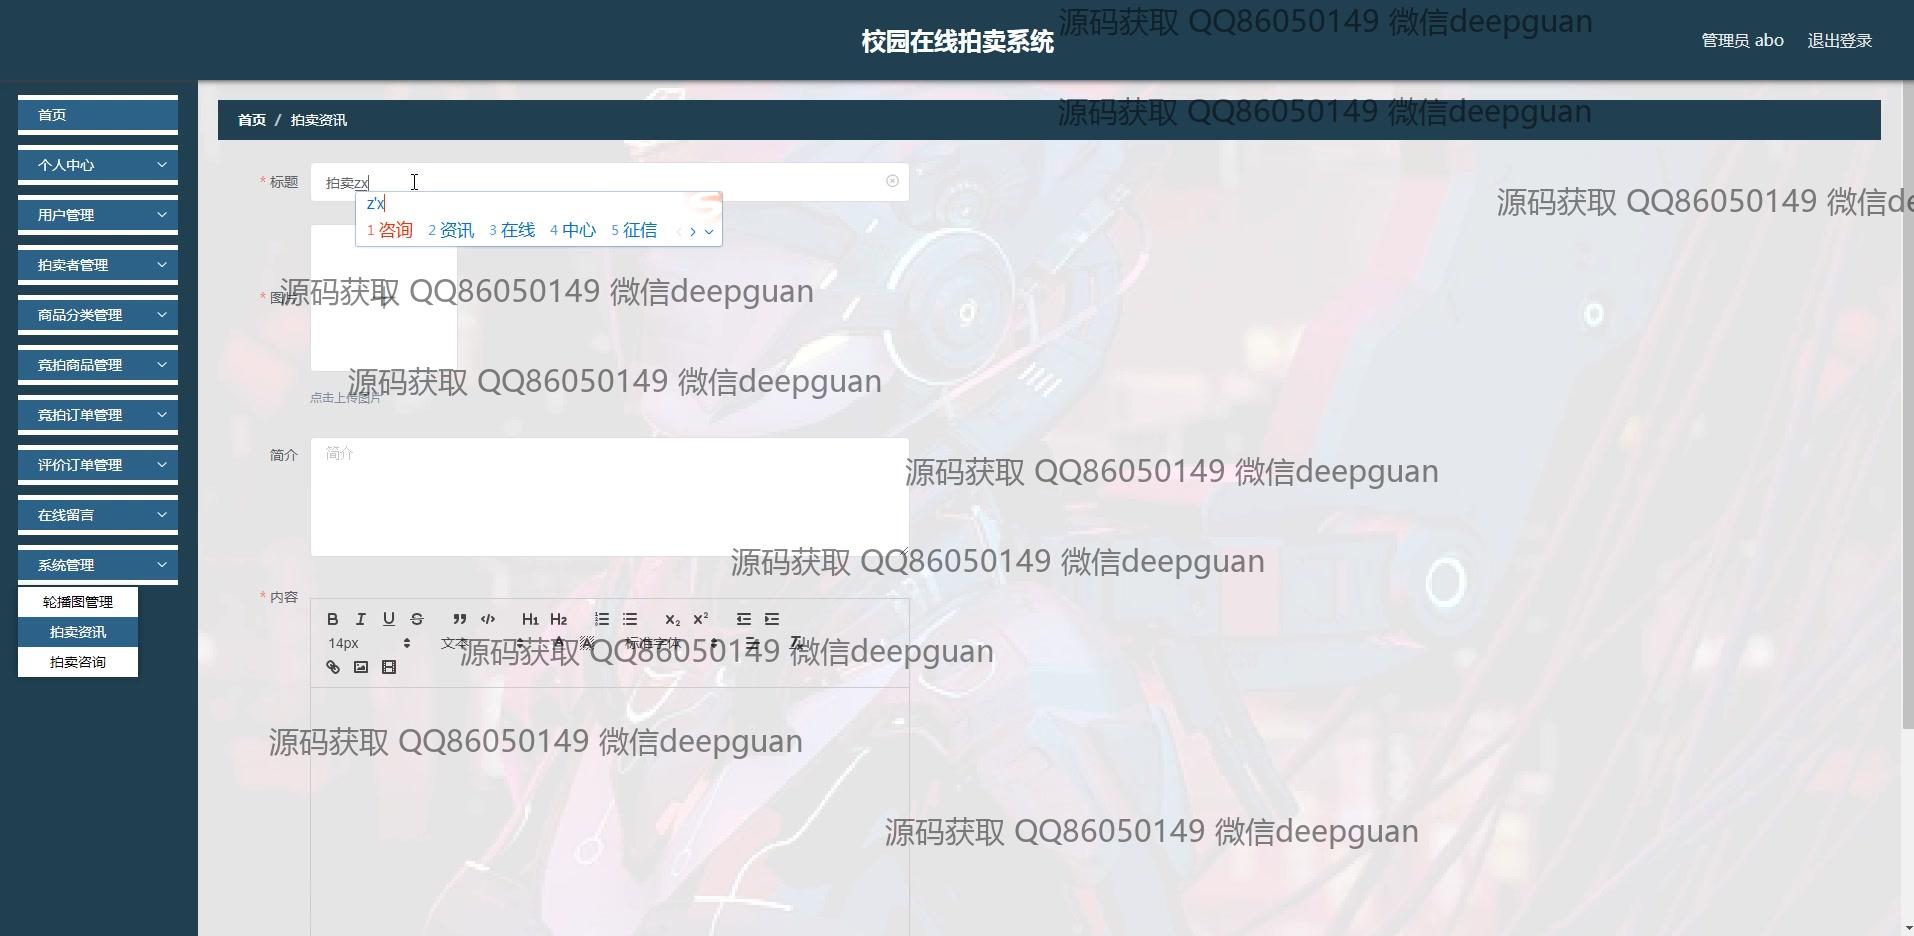 校园在线拍卖系统
源码获取 QQ86050149 微信deepguan
管理员 abo
退出登录
首页
个人中心
用户管理
拍卖者管理
商品分类管理
竞拍商品管理
竞拍订单管理
评价订单管理
在线留言
系统管理
轮播图管理
拍卖资讯
拍卖咨询
首页 / 拍卖资讯
源码获取 QQ86050149 微信deepguan
* 标题
拍卖zx
z'x
1 咨询 2 资讯 3 在线 4 中心 5 征信
源码获取 QQ86050149 微信de
* 图片
源码获取 QQ86050149 微信deepguan
源码获取 QQ86050149 微信deepguan
点击上传图片
简介
简介
源码获取 QQ86050149 微信deepguan
源码获取 QQ86050149 微信deepguan
* 内容
B I U S H1 H2 X2 X2
14px 文本 标准字体
源码获取 QQ86050149 微信deepguan
源码获取 QQ86050149 微信deepguan
源码获取 QQ86050149 微信deepguan